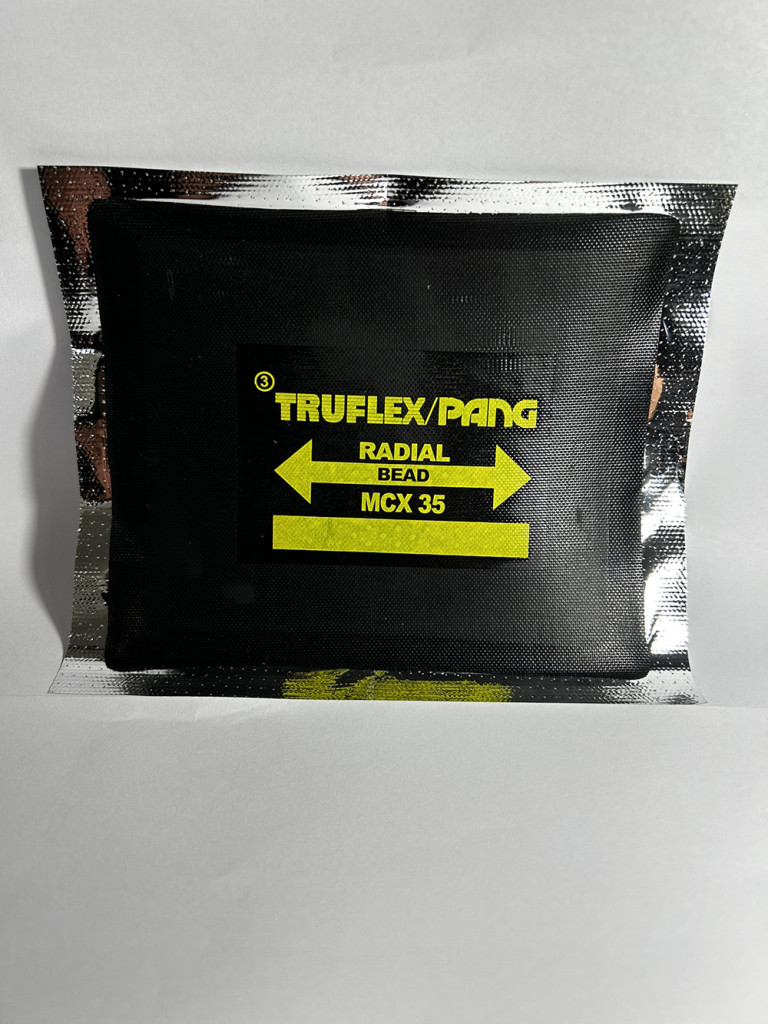 ③
TRUFLEX/PANG
RADIAL
BEAD
MCX 35